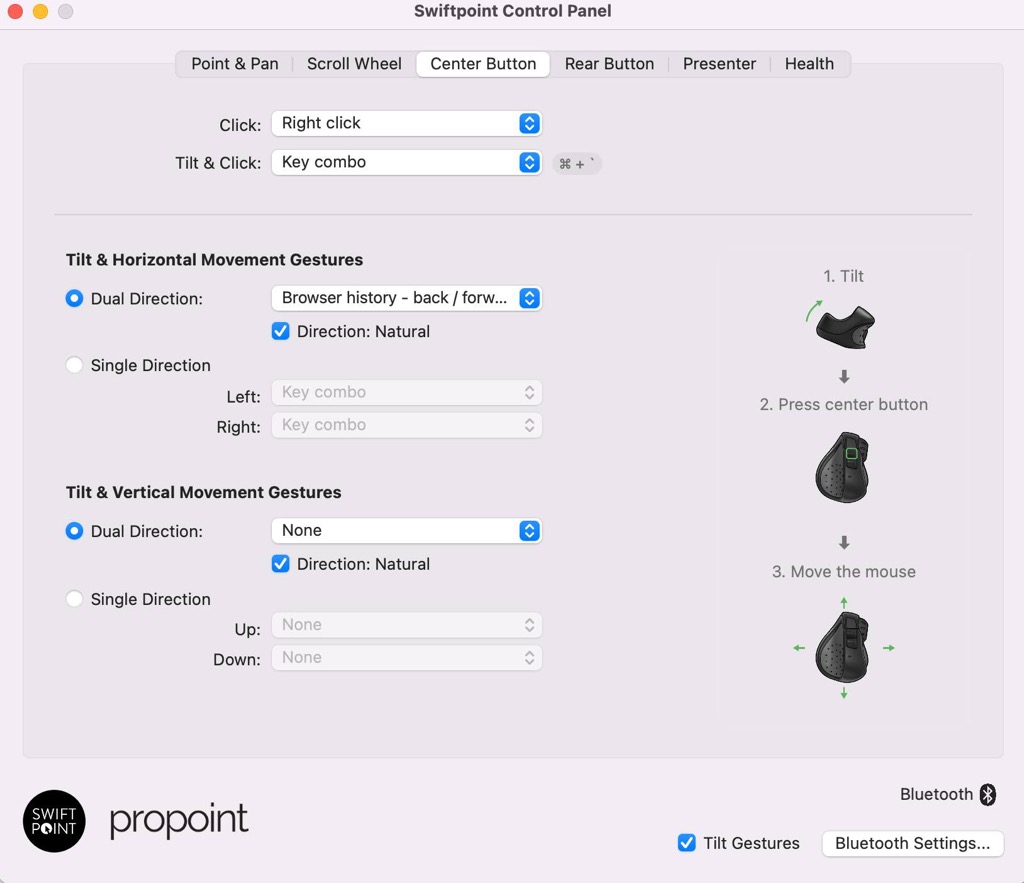 Swiftpoint Control Panel
Point & Pan Scroll Wheel Center Button Rear Button Presenter Health
Click: Right click
Tilt & Click: Key combo ⌘ + `
Tilt & Horizontal Movement Gestures
Dual Direction: Browser history - back / forw...
Direction: Natural
Single Direction
Left: Key combo
Right: Key combo
Tilt & Vertical Movement Gestures
Dual Direction: None
Direction: Natural
Single Direction
Up: None
Down: None
1. Tilt
2. Press center button
3. Move the mouse
SWIFT
POINT
propoint
Bluetooth
Tilt Gestures Bluetooth Settings...